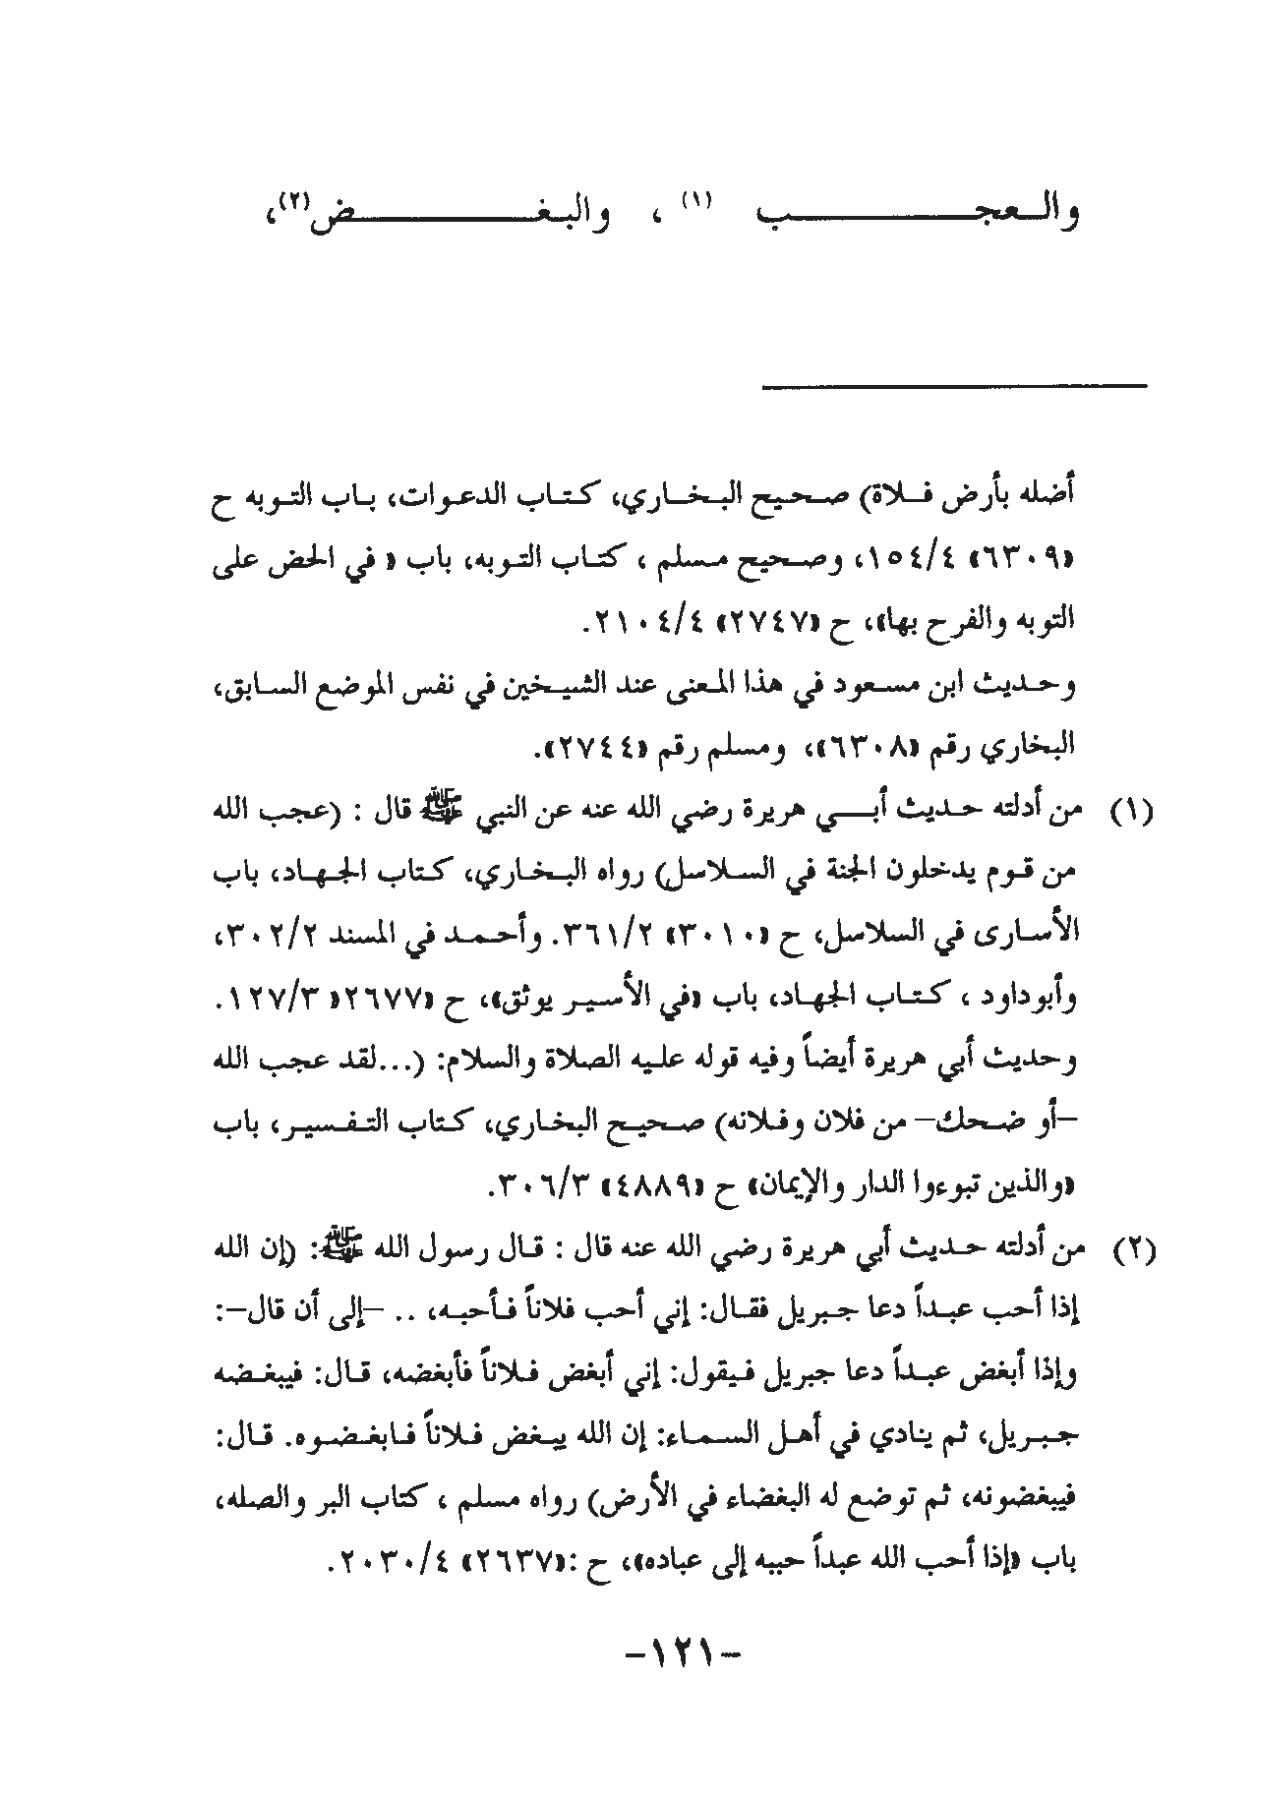 والعجب (١) ، والبغض(٢)،
أضله بأرض فلاة) صحيح البخاري، كتاب الدعوات، باب التوبه ح
«٦٣٠٩» ١٥٤/٤، وصحيح مسلم ، كتاب التوبه، باب « في الحض على
التوبه والفرح بها»، ح «٢٧٤٧» ٢١٠٤/٤.
وحديث ابن مسعود في هذا المعنى عند الشيخين في نفس الموضع السابق،
البخاري رقم «٦٣٠٨»، ومسلم رقم «٢٧٤٤».
(١) من أدلته حديث أبي هريرة رضي الله عنه عن النبي ﷺ قال : (عجب الله
من قوم يدخلون الجنة في السلاسل) رواه البخاري، كتاب الجهاد، باب
الأسارى في السلاسل، ح «٣٠١٠» ٣٦١/٢. وأحمد في المسند ٣٠٢/٢،
وأبوداود ، كتاب الجهاد، باب «في الأسير يوثق»، ح «٢٦٧٧« ١٢٧/٣.
وحديث أبي هريرة أيضاً وفيه قوله عليه الصلاة والسلام: (...لقد عجب الله
–أو ضحك– من فلان وفلانه) صحيح البخاري، كتاب التفسير، باب
«والذين تبوءوا الدار والإيمان» ح «٤٨٨٩» ٣٠٦/٣.
(٢) من أدلته حديث أبي هريرة رضي الله عنه قال : قال رسول الله ﷺ: (إن الله
إذا أحب عبداً دعا جبريل فقال: إني أحب فلاناً فأحبه، .. –إلى أن قال–:
وإذا أبغض عبداً دعا جبريل فيقول: إني أبغض فلاناً فأبغضه، قال: فيبغضه
جبريل، ثم ينادي في أهل السماء: إن الله يبغض فلاناً فابغضوه. قال:
فيبغضونه، ثم توضع له البغضاء في الأرض) رواه مسلم ، كتاب البر والصله،
باب «إذا أحب الله عبداً حببه إلى عباده»، ح :«٢٦٣٧» ٢٠٣٠/٤.
–١٢١–